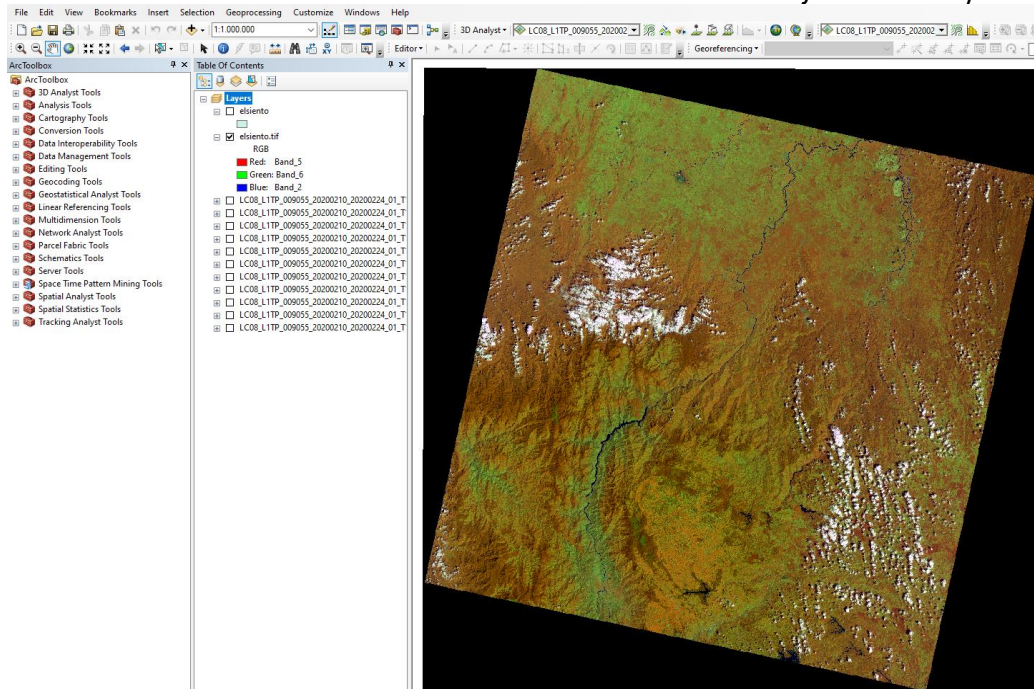 File Edit View Bookmarks Insert Selection Geoprocessing Customize Windows Help
1:1.000.000 3D Analyst LC08_L1TP_009055_202002 LC08_L1TP_009055_202002
Editor Georeferencing
ArcToolbox
ArcToolbox
3D Analyst Tools
Analysis Tools
Cartography Tools
Conversion Tools
Data Interoperability Tools
Data Management Tools
Editing Tools
Geocoding Tools
Geostatistical Analyst Tools
Linear Referencing Tools
Multidimension Tools
Network Analyst Tools
Parcel Fabric Tools
Schematics Tools
Server Tools
Space Time Pattern Mining Tools
Spatial Analyst Tools
Spatial Statistics Tools
Tracking Analyst Tools
Table Of Contents
Layers
elsiento
elsiento.tif
RGB
Red: Band_5
Green: Band_6
Blue: Band_2
LC08_L1TP_009055_20200210_20200224_01_T
LC08_L1TP_009055_20200210_20200224_01_T
LC08_L1TP_009055_20200210_20200224_01_T
LC08_L1TP_009055_20200210_20200224_01_T
LC08_L1TP_009055_20200210_20200224_01_T
LC08_L1TP_009055_20200210_20200224_01_T
LC08_L1TP_009055_20200210_20200224_01_T
LC08_L1TP_009055_20200210_20200224_01_T
LC08_L1TP_009055_20200210_20200224_01_T
LC08_L1TP_009055_20200210_20200224_01_T
LC08_L1TP_009055_20200210_20200224_01_T